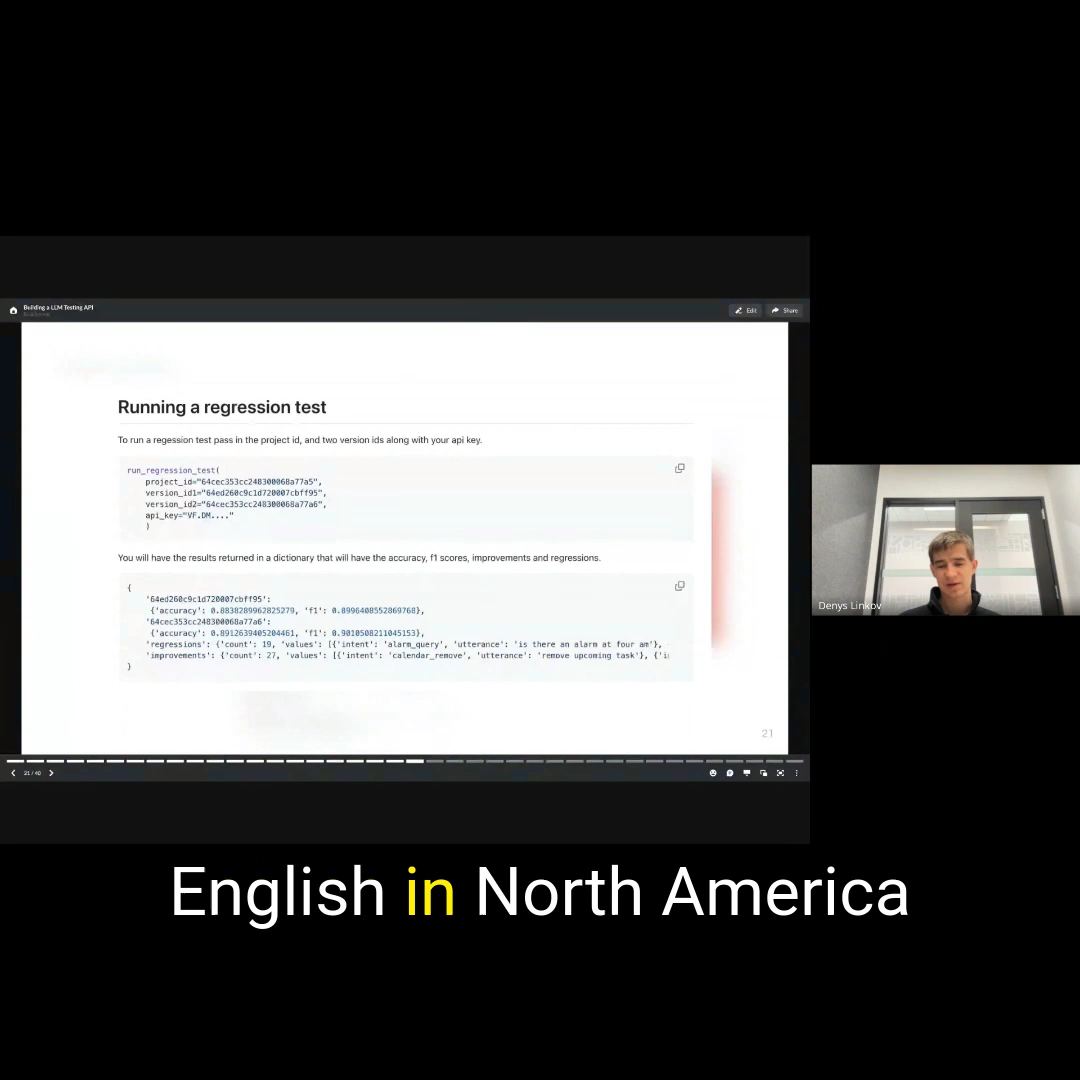 Building a LLM Testing API
Edit
Share
Running a regression test
To run a regession test pass in the project id, and two version ids along with your api key.
run_regression_test(
project_id="64cec353cc248300068a77a5",
version_id1="64ed260c9c1d720007cbff95",
version_id2="64cec353cc248300068a77a6",
api_key="VF.DM...."
)
You will have the results returned in a dictionary that will have the accuracy, f1 scores, improvements and regressions.
{
'64ed260c9c1d720007cbff95':
{'accuracy': 0.8838289962825279, 'f1': 0.8996408552869768},
'64cec353cc248300068a77a6':
{'accuracy': 0.8912639405204461, 'f1': 0.9010508211045153},
'regressions': {'count': 19, 'values': [{'intent': 'alarm_query', 'utterance': 'is there an alarm at four am'},
'improvements': {'count': 27, 'values': [{'intent': 'calendar_remove', 'utterance': 'remove upcoming task'}, {'i
}
21
21 / 40
Denys Linkov
English in North America